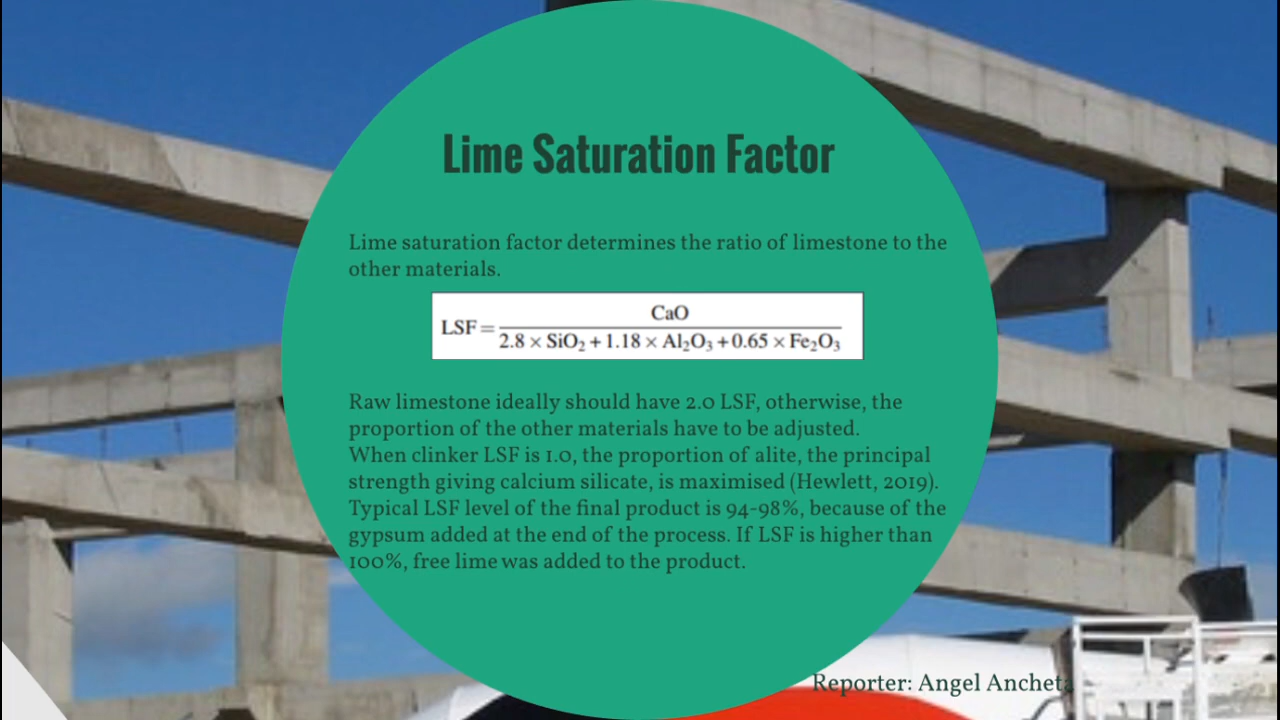 Lime Saturation Factor
Lime saturation factor determines the ratio of limestone to the
other materials.
LSF = CaO / 2.8 × SiO₂ + 1.18 × Al₂O₃ + 0.65 × Fe₂O₃
Raw limestone ideally should have 2.0 LSF, otherwise, the
proportion of the other materials have to be adjusted.
When clinker LSF is 1.0, the proportion of alite, the principal
strength giving calcium silicate, is maximised (Hewlett, 2019).
Typical LSF level of the final product is 94-98%, because of the
gypsum added at the end of the process. If LSF is higher than
100%, free lime was added to the product.
Reporter: Angel Ancheta